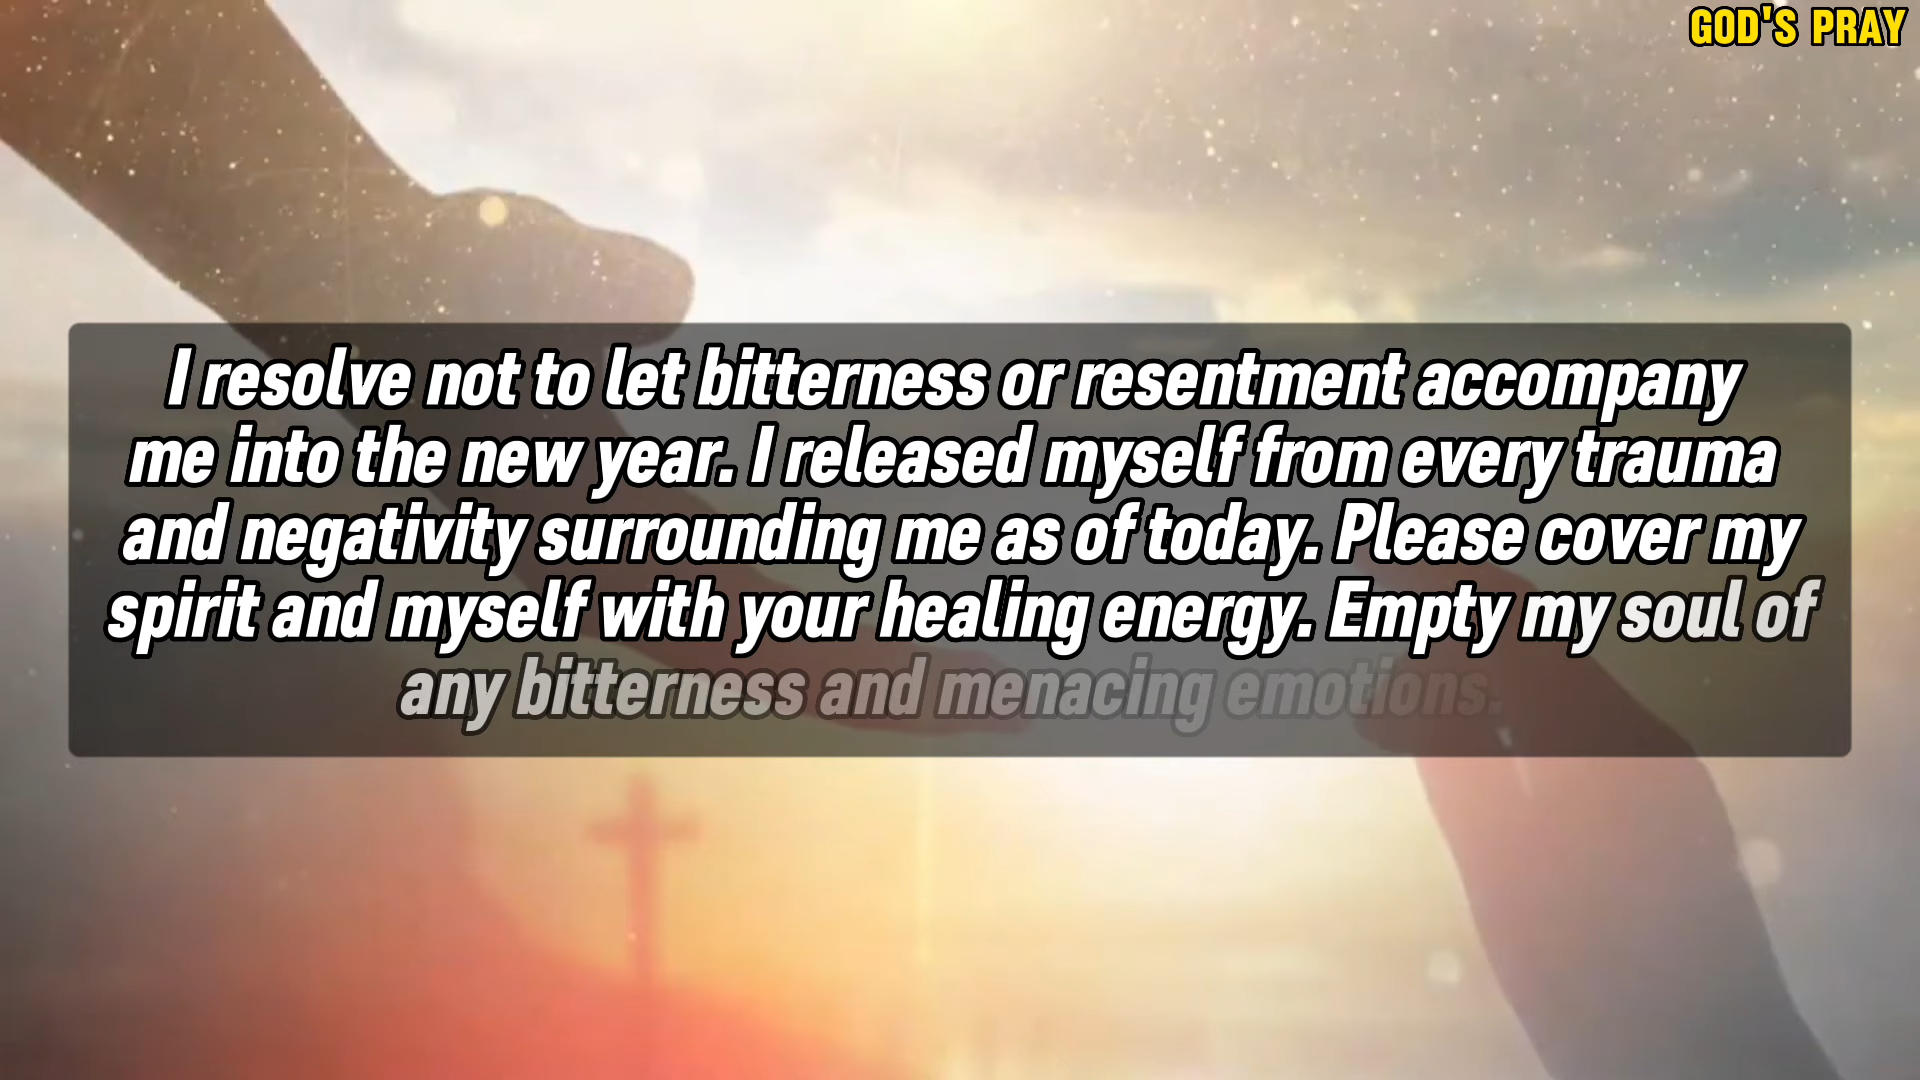 GOD'S PRAY
I resolve not to let bitterness or resentment accompany
me into the new year. I released myself from every trauma
and negativity surrounding me as of today. Please cover my
spirit and myself with your healing energy. Empty my soul of
any bitterness and menacing emotions.